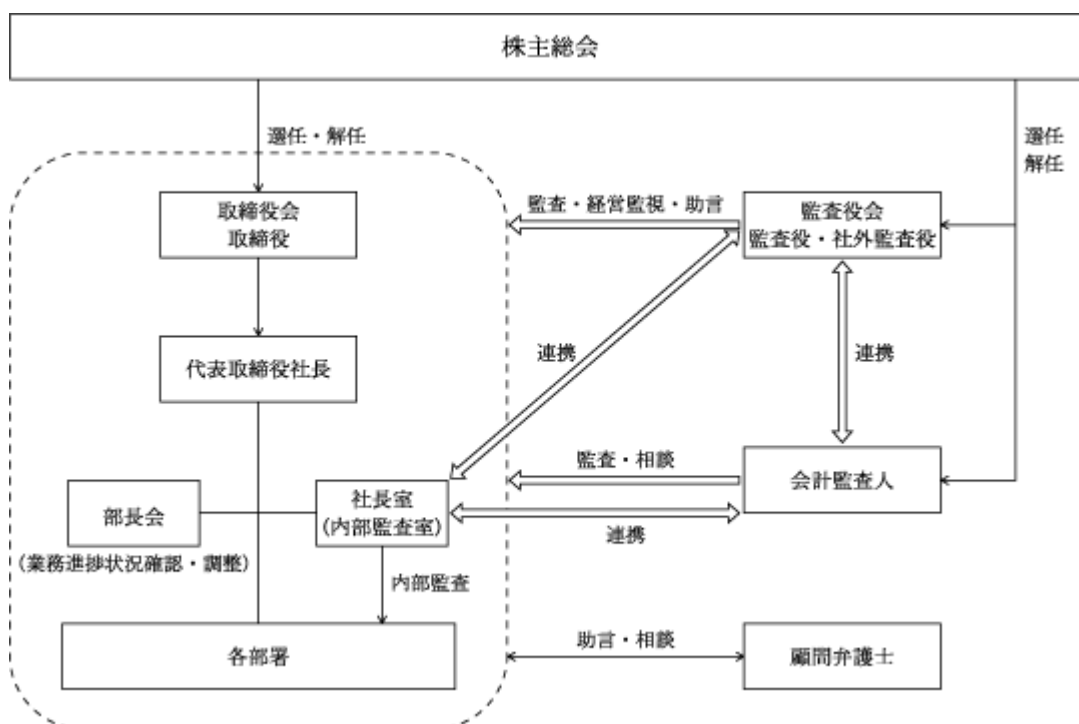 株主総会
選任・解任
選任
解任
取締役会
取締役
監査・経営監視・助言
監査役会
監査役・社外監査役
代表取締役社長
連携
連携
部長会
(業務進捗状況確認・調整)
社長室
(内部監査室)
監査・相談
会計監査人
連携
内部監査
各部署
助言・相談
顧問弁護士